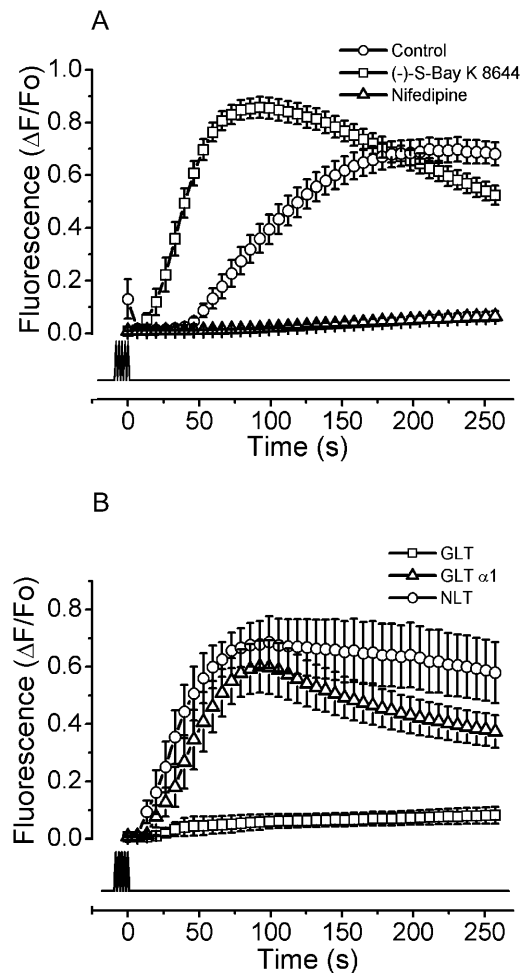 A
Control
(-)-S-Bay K 8644
Nifedipine
Fluorescence (ΔF/Fo)
1.0
0.8
0.6
0.4
0.2
0.0
0 50 100 150 200 250
Time (s)
B
GLT
GLT α1
NLT
Fluorescence (ΔF/Fo)
0.8
0.6
0.4
0.2
0.0
0 50 100 150 200 250
Time (s)